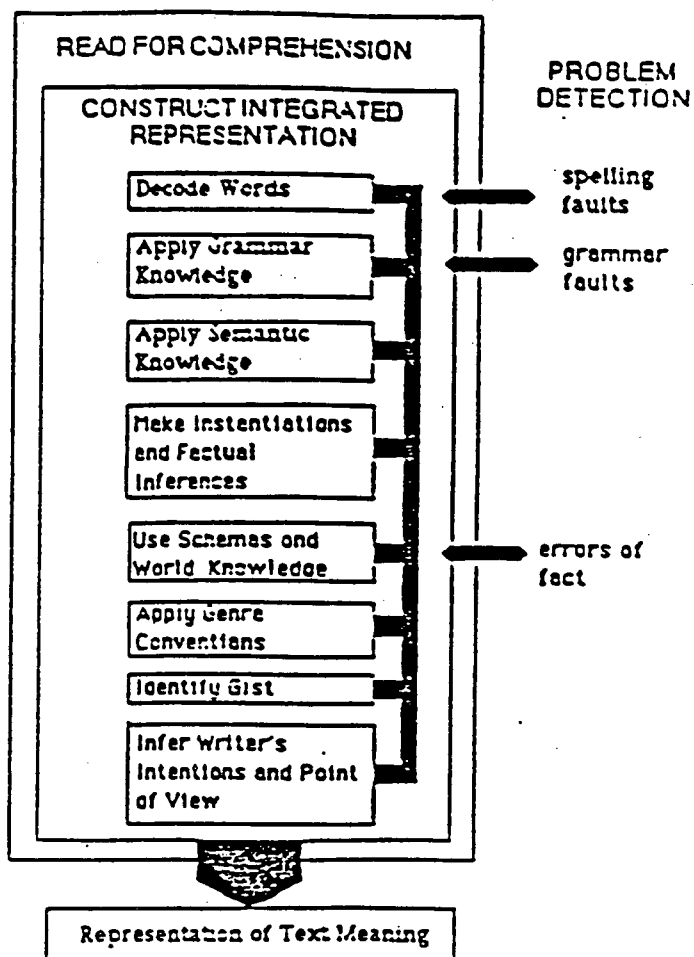 READ FOR COMPREHENSION
PROBLEM
DETECTION
CONSTRUCT INTEGRATED
REPRESENTATION
Decode Words
spelling
faults
Apply Grammar
Knowledge
grammar
faults
Apply Semantic
Knowledge
Make Instentiations
and Factual
Inferences
Use Schemas and
World Knowledge
errors of
fact
Apply Genre
Conventions
Identify Gist
Infer Writer's
Intentions and Point
of View
Representation of Text Meaning